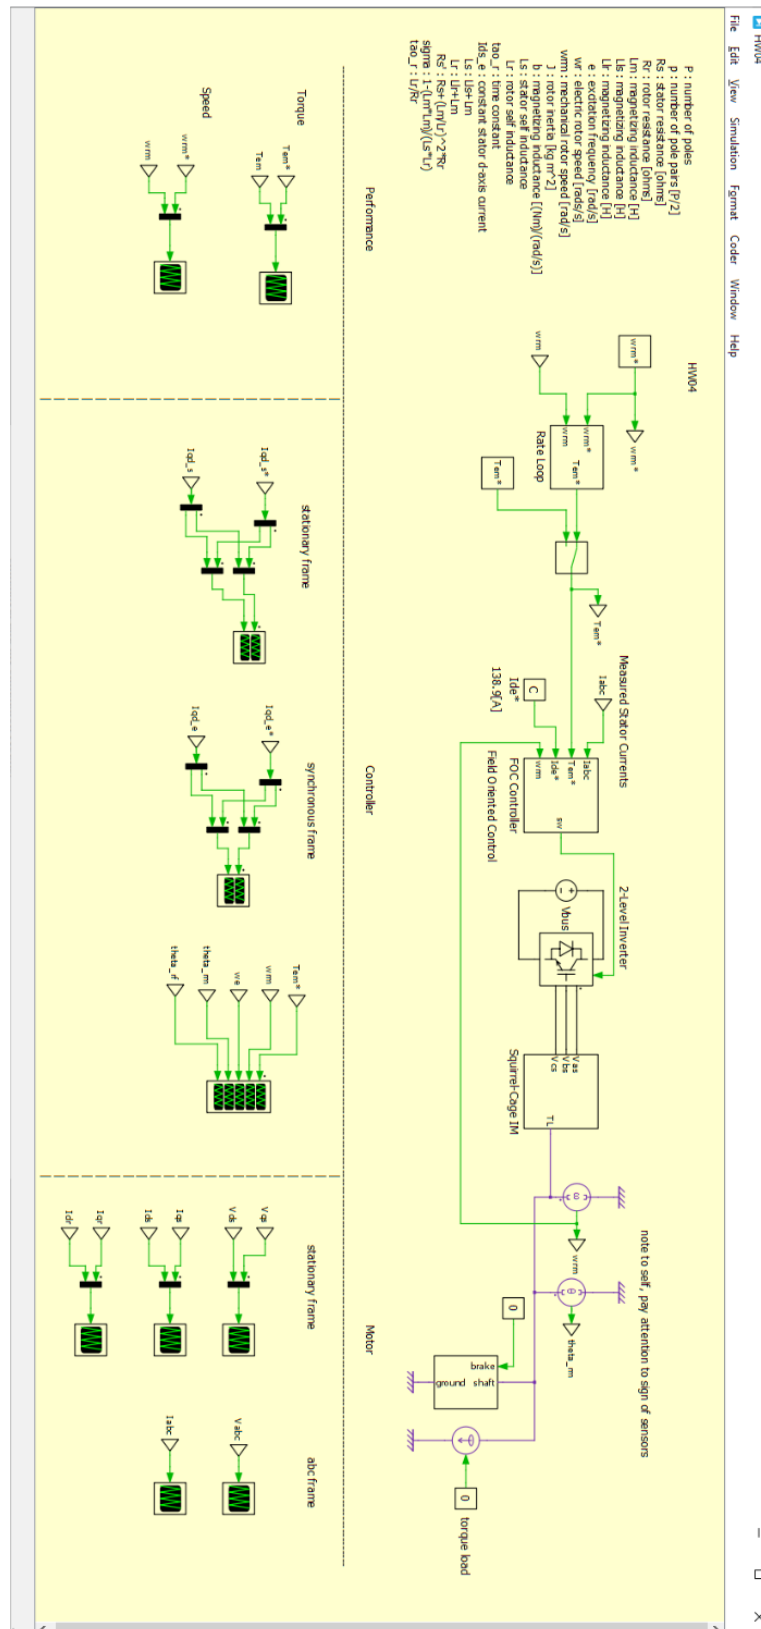 HW04
File Edit View Simulation Format Coder Window Help
P : number of poles
p : number of pole pairs [P/2]
Rs : stator resistance [ohms]
Rr : rotor resistance [ohms]
Lm : magnetizing inductance [H]
Lls : magnetizing inductance [H]
Llr : magnetizing inductance [H]
e : excitation frequency [rad/s]
wr : electric rotor speed [rads/s]
wrm : mechanical rotor speed [rad/s]
J : rotor inertia [kg m^2]
b : magnetizing inductance [(Nm)/(rad/s)]
Ls : stator self inductance
Lr : rotor self inductance
tao_r : time constant
Ids_e : constant stator d-axis current
Ls : Lls+Lm
Lr : Llr+Lm
Rs' : Rs+(Lm/Lr)^2*Rr
sigma : 1-(Lm*Lm)/(Ls*Lr)
tao_r : Lr/Rr
HW04
wrm*
wrm*
wrm
wrm*
wrm
Tem*
Rate Loop
Tem*
Tem*
Measured Stator Currents
Iabc
C
Ide*
138.9[A]
Iabc
Tem*
Ide*
wrm
sw
FOC Controller
Field Oriented Control
2-Level Inverter
Vbus
Vas
Vbs
Vcs
TL
Squirrel-Cage IM
note to self, pay attention to sign of sensors
ω
wrm
θ
theta_rm
0
brake
ground shaft
0
torque load
Performance
Torque
Tem*
Tem
Speed
wrm*
wrm
Controller
stationary frame
Iqd_s*
Iqd_s
synchronous frame
Iqd_e*
Iqd_e
Tem*
wrm
we
theta_rm
theta_rf
Motor
stationary frame
Vqs
Vds
Iqs
Ids
Iqr
Idr
abc frame
Vabc
Iabc